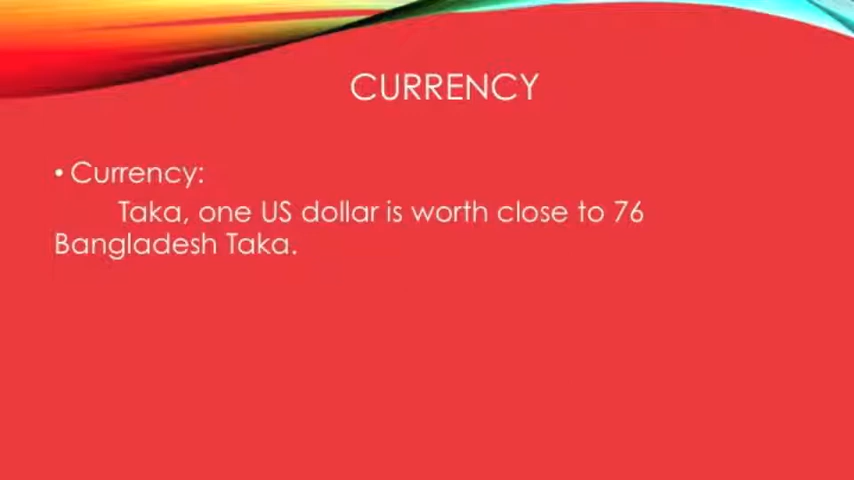 CURRENCY
• Currency:
Taka, one US dollar is worth close to 76
Bangladesh Taka.